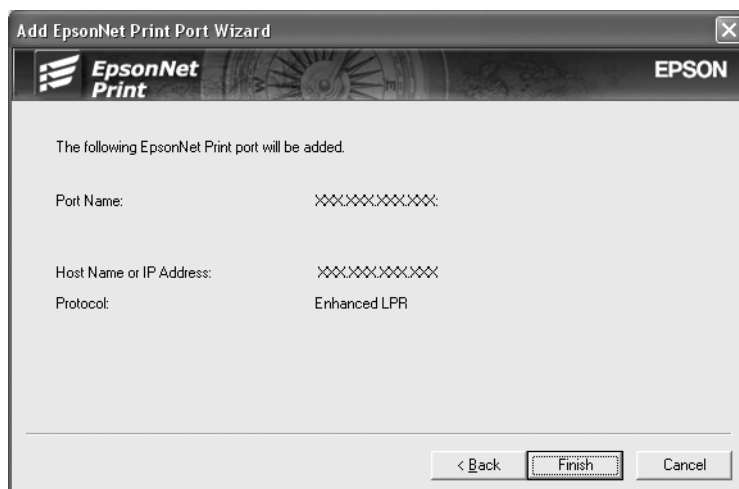 Add EpsonNet Print Port Wizard
EpsonNet
Print
EPSON
The following EpsonNet Print port will be added.
Port Name: XXX.XXX.XXX.XXX:
Host Name or IP Address: XXX.XXX.XXX.XXX
Protocol: Enhanced LPR
< Back Finish Cancel